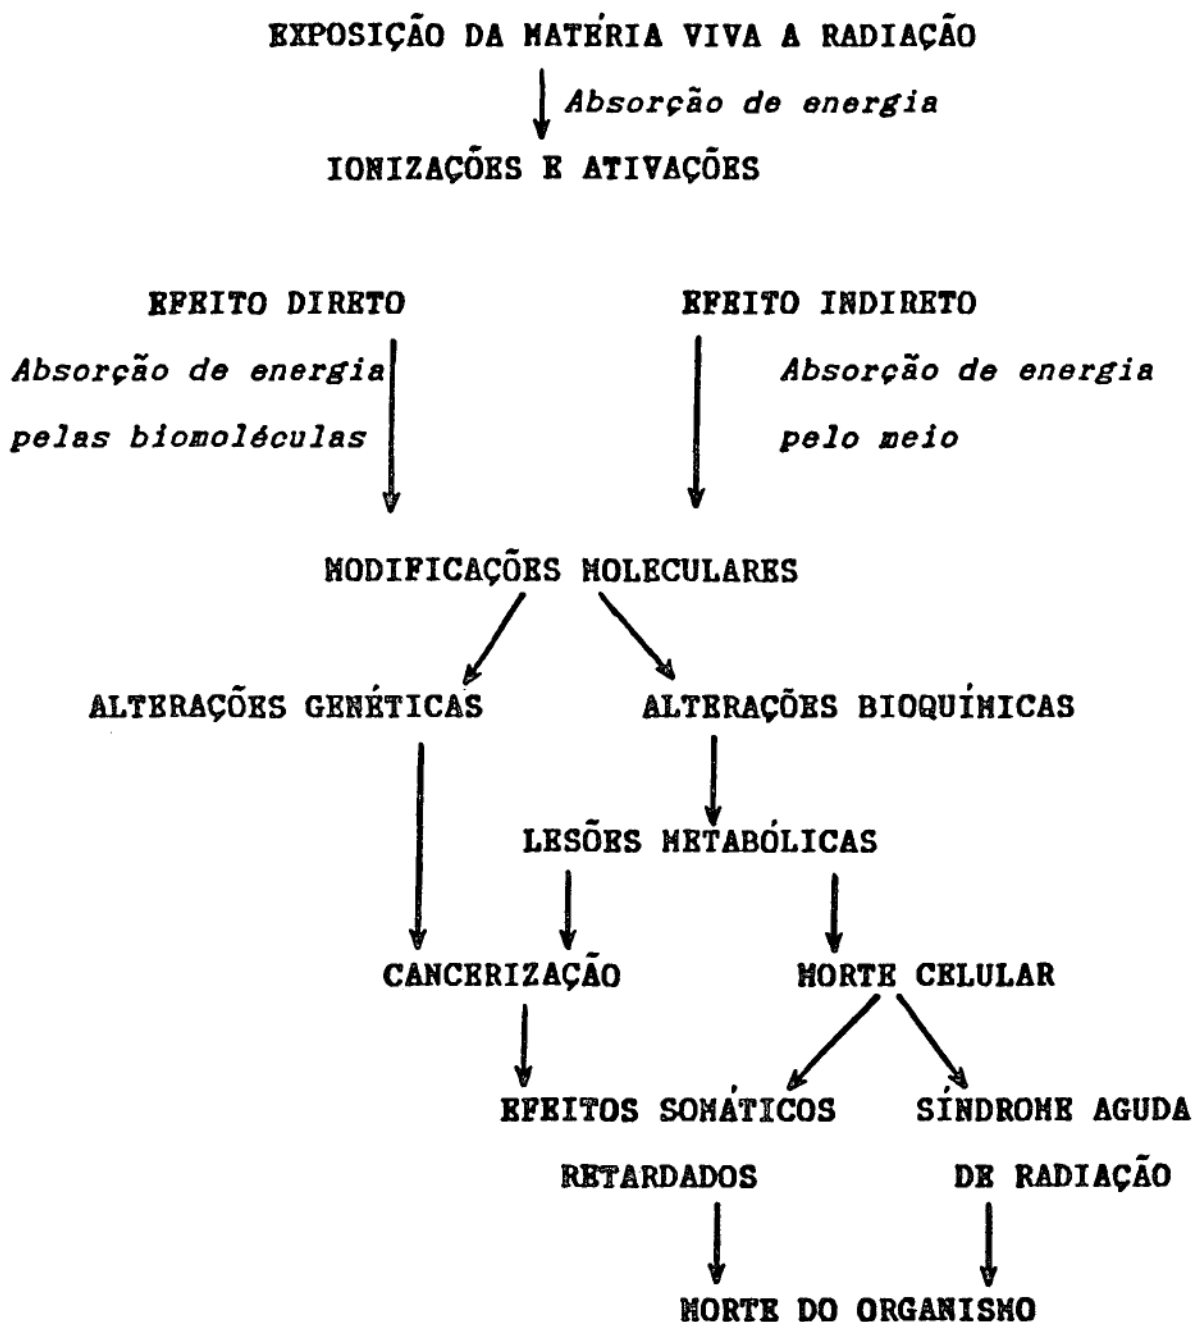 EXPOSIÇÃO DA MATÉRIA VIVA A RADIAÇÃO
Absorção de energia
IONIZAÇÕES E ATIVAÇÕES
EFEITO DIRETO
EFEITO INDIRETO
Absorção de energia
pelas biomoléculas
Absorção de energia
pelo meio
MODIFICAÇÕES MOLECULARES
ALTERAÇÕES GENÉTICAS
ALTERAÇÕES BIOQUÍMICAS
LESÕES METABÓLICAS
CANCERIZAÇÃO
MORTE CELULAR
EFEITOS SOMÁTICOS
RETARDADOS
SÍNDROME AGUDA
DE RADIAÇÃO
MORTE DO ORGANISMO